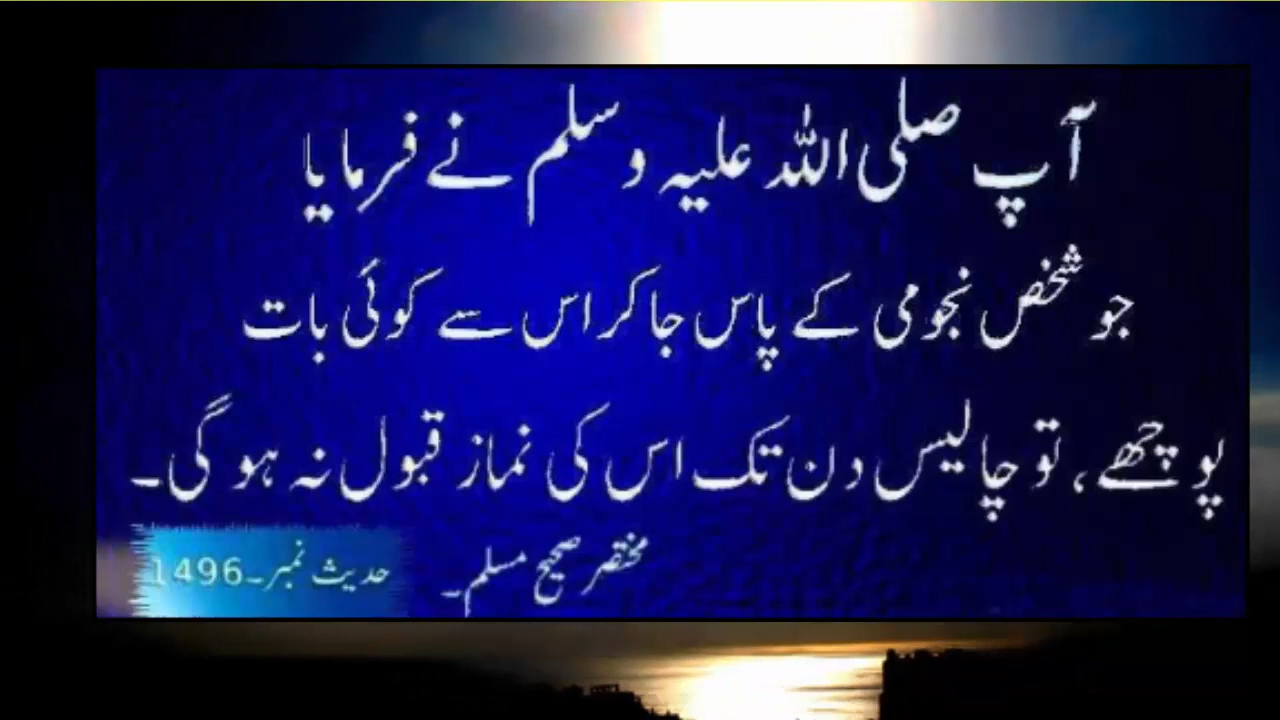 آپ صلی اللہ علیہ وسلم نے فرمایا
جو شخص نجومی کے پاس جا کر اس سے کوئی بات
پوچھے، تو چالیس دن تک اس کی نماز قبول نہ ہو گی۔
مختصر صحیح مسلم۔ حدیث نمبر۔1496